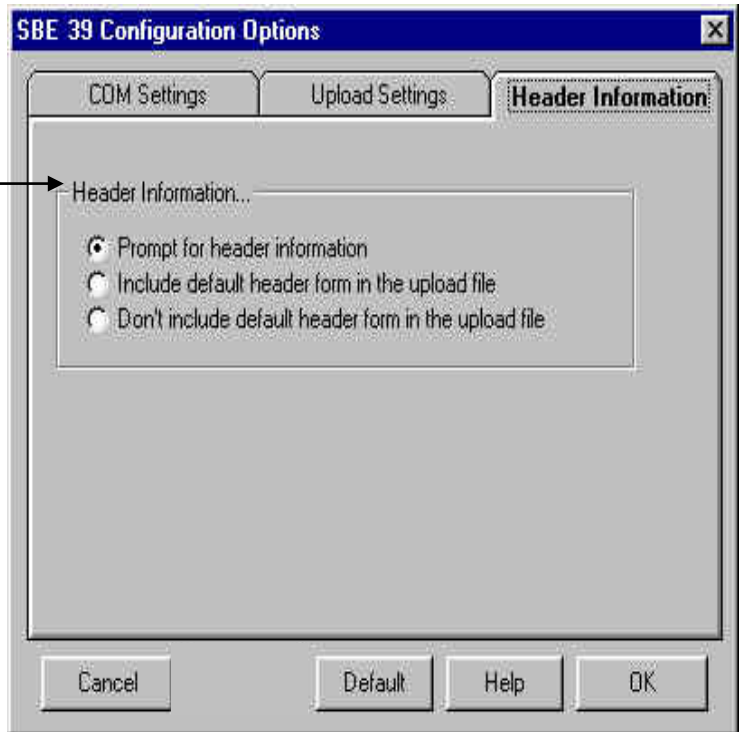 SBE 39 Configuration Options
COM Settings
Upload Settings
Header Information
Header Information...
Prompt for header information
Include default header form in the upload file
Don't include default header form in the upload file
Cancel
Default
Help
OK